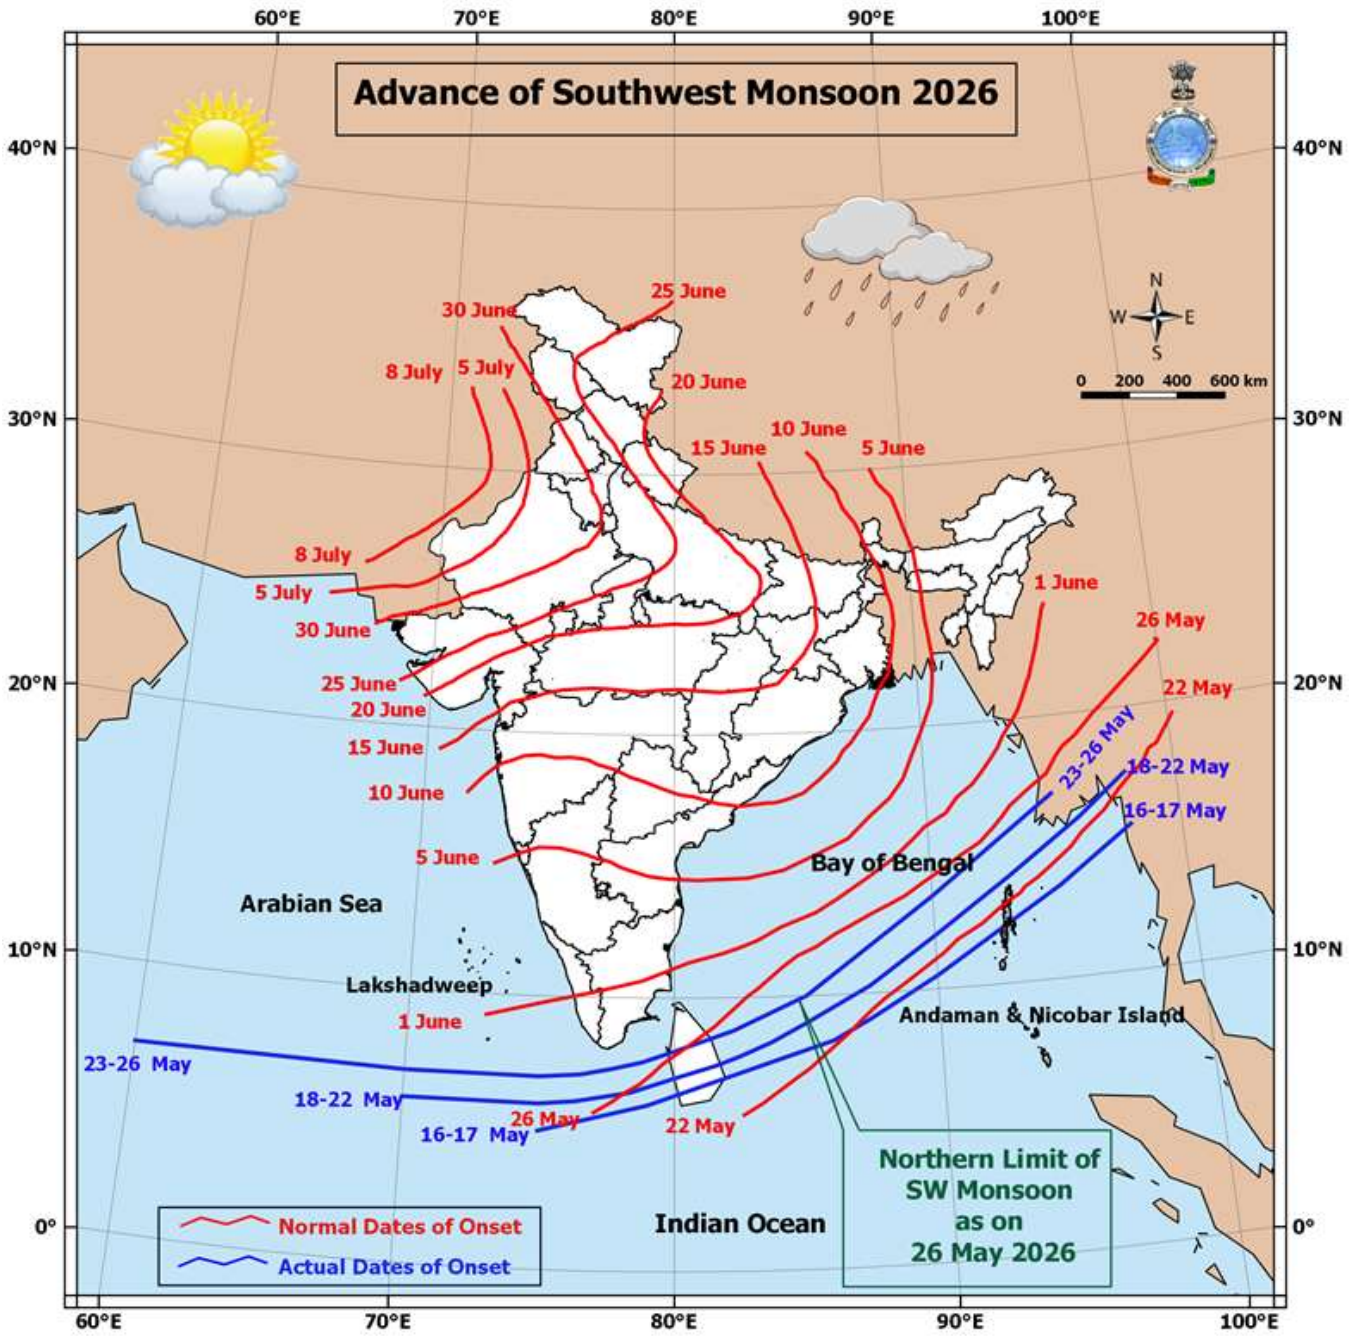 60°E 70°E 80°E 90°E 100°E
Advance of Southwest Monsoon 2026
40°N 40°N
N
W E
S
0 200 400 600 km
25 June
30 June
8 July 5 July
20 June
30°N 30°N
10 June
15 June 5 June
8 July
5 July
1 June
30 June
26 May
25 June
20°N 20°N
22 May
20 June
15 June
23-26 May
18-22 May
10 June
16-17 May
5 June
Bay of Bengal
Arabian Sea
10°N 10°N
Lakshadweep
1 June
Andaman & Nicobar Island
23-26 May
18-22 May
26 May
22 May
16-17 May
Northern Limit of
SW Monsoon
as on
26 May 2026
Indian Ocean
0° 0°
Normal Dates of Onset
Actual Dates of Onset
60°E 70°E 80°E 90°E 100°E